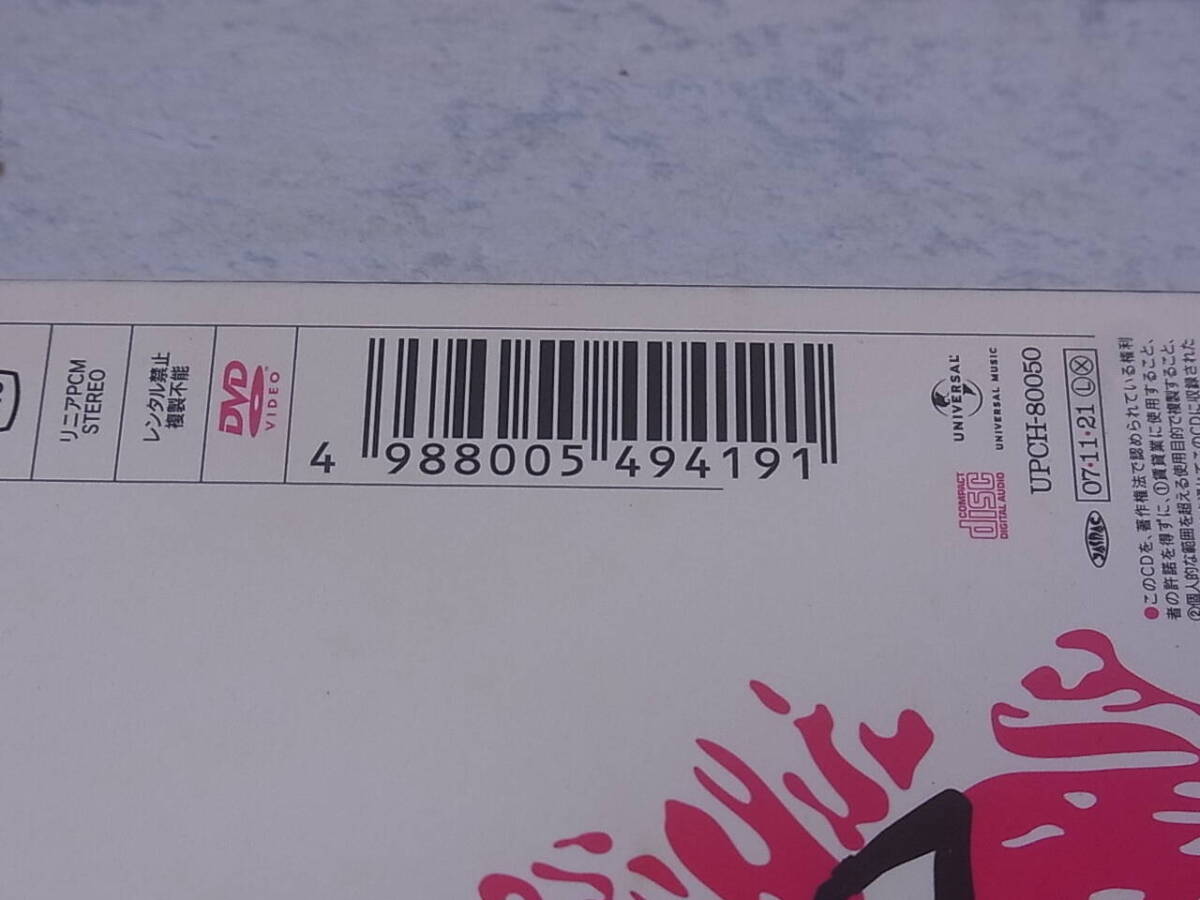 リニアPCM
STEREO
レンタル禁止
複製不能
DVD
VIDEO
4 988005 494191
UNIVERSAL
UNIVERSAL MUSIC
COMPACT
disc
DIGITAL AUDIO
UPCH-80050
07・11・21 Ⓛ Ⓧ
JASRAC
●このCDを、著作権法で認められている権利
者の許諾を得ずに、①賃貸業に使用すること、
②個人的な範囲を超える使用目的で複製すること、